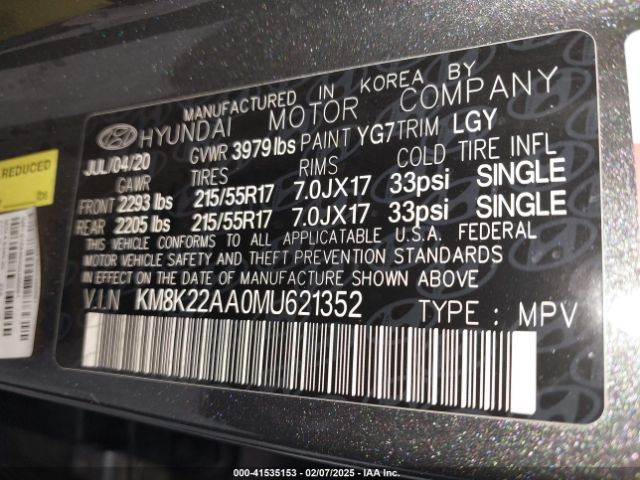 MANUFACTURED IN KOREA BY
HYUNDAI MOTOR COMPANY
JUL/04/20 GVWR 3979 lbs PAINT YG7 TRIM LGY
GAWR TIRES RIMS COLD TIRE INFL
FRONT 2293 lbs 215/55R17 7.0JX17 33psi SINGLE
REAR 2205 lbs 215/55R17 7.0JX17 33psi SINGLE
THIS VEHICLE CONFORMS TO ALL APPLICABLE U.S.A. FEDERAL
MOTOR VEHICLE SAFETY AND THEFT PREVENTION STANDARDS
IN EFFECT ON THE DATE OF MANUFACTURE SHOWN ABOVE.
V.I.N KM8K22AA0MU621352 TYPE : MPV
REDUCED
lbs
000-41535153 — 02/07/2025 — IAA Inc.